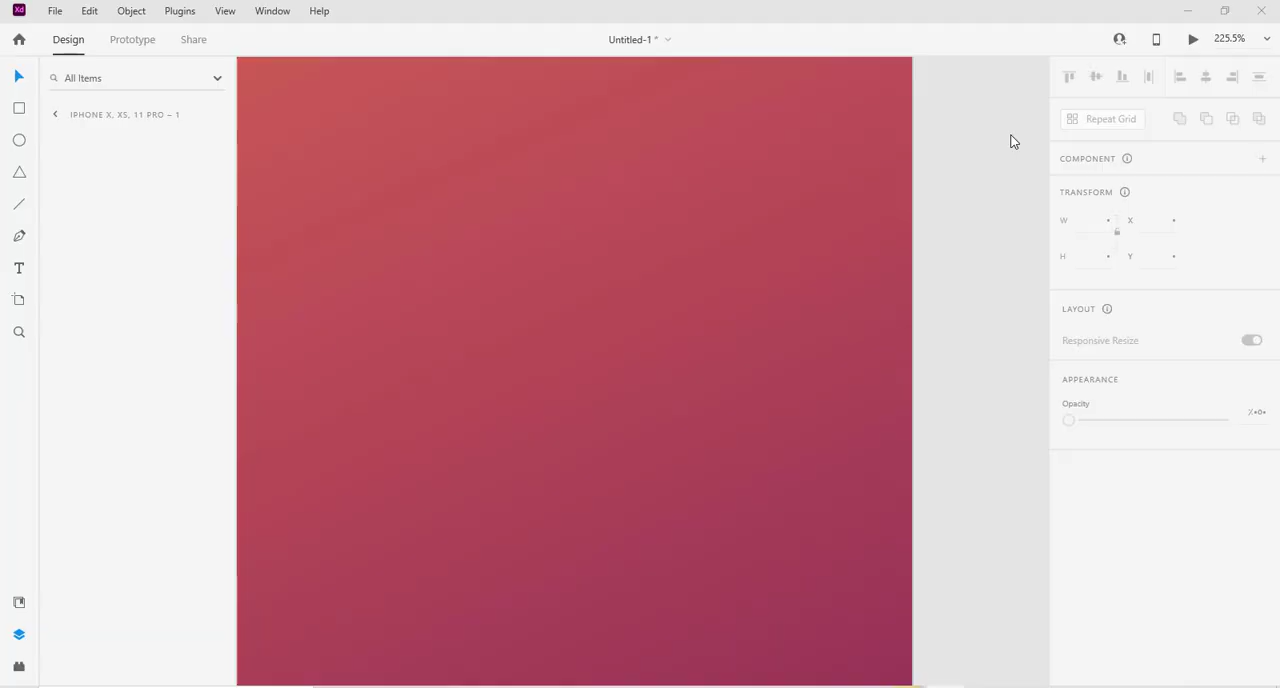 Xd File Edit Object Plugins View Window Help
Design Prototype Share Untitled-1 * 225.5%
All Items
IPHONE X, XS, 11 PRO – 1
Repeat Grid
COMPONENT
TRANSFORM
W X
H Y
LAYOUT
Responsive Resize
APPEARANCE
Opacity
T